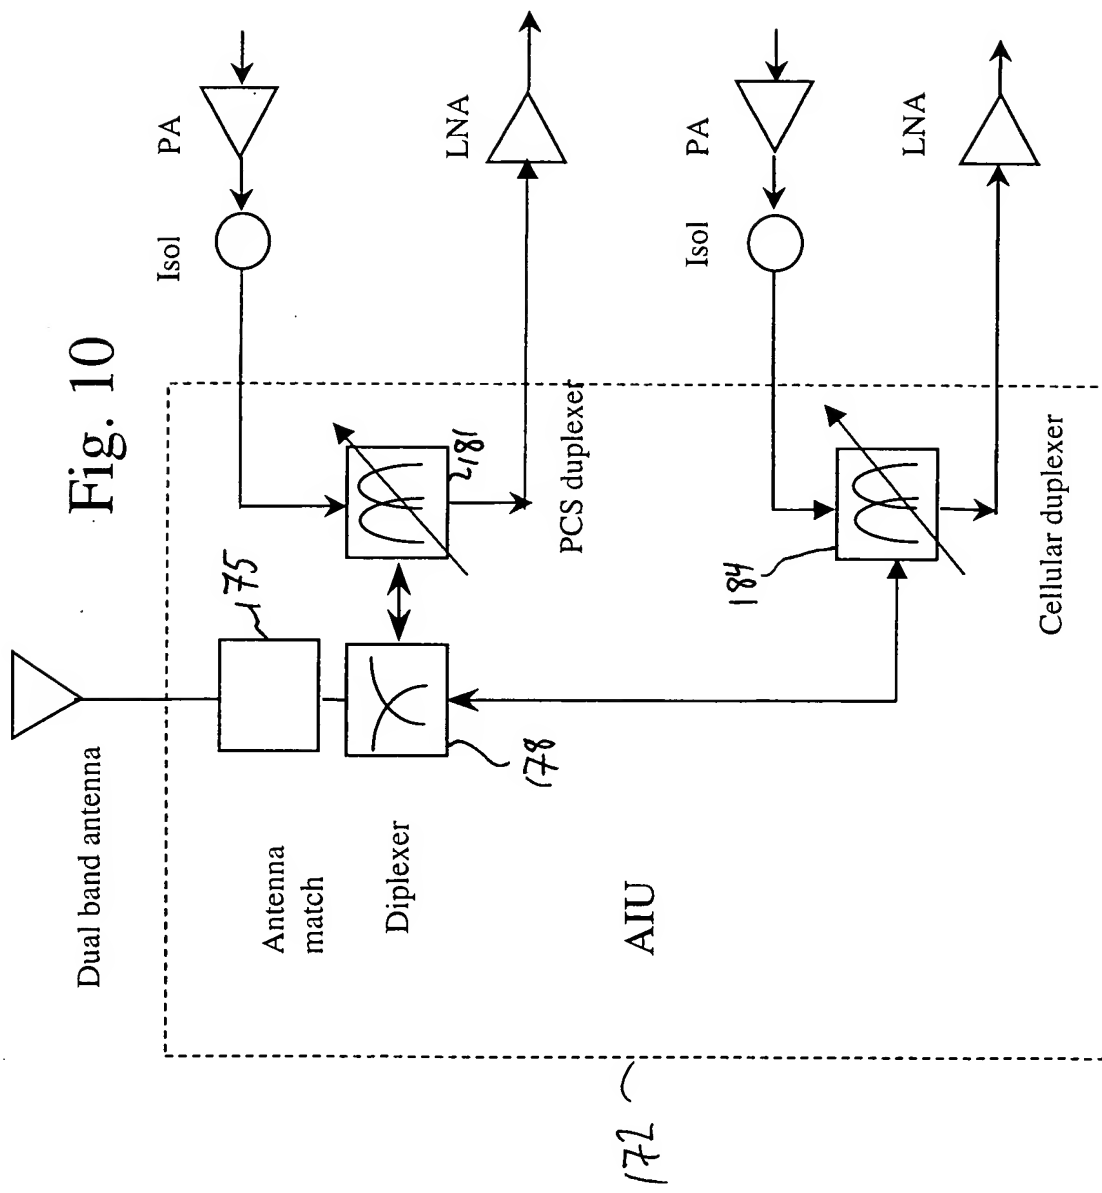 Fig. 10
Dual band antenna
Antenna
match
175
Diplexer
178
AIU
172
Isol
PA
LNA
181
PCS duplexer
Isol
PA
LNA
184
Cellular duplexer